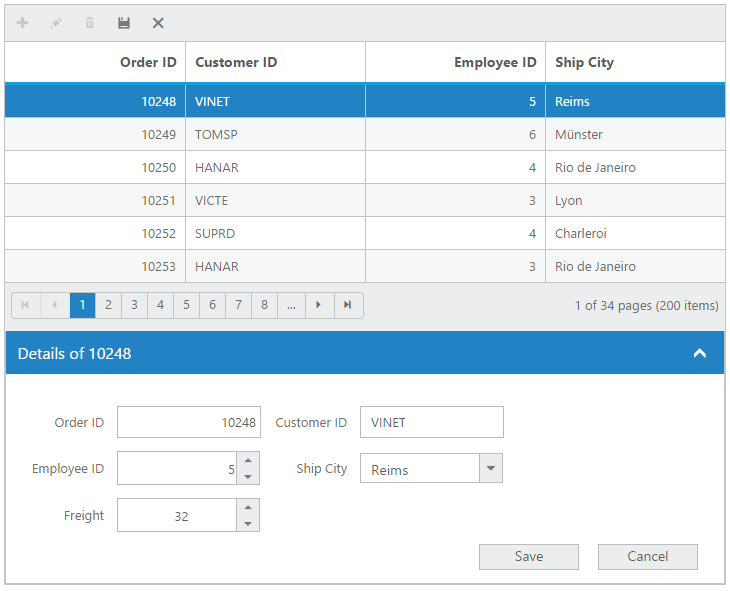 Order ID Customer ID Employee ID Ship City
10248 VINET 5 Reims
10249 TOMSP 6 Münster
10250 HANAR 4 Rio de Janeiro
10251 VICTE 3 Lyon
10252 SUPRD 4 Charleroi
10253 HANAR 3 Rio de Janeiro
1 2 3 4 5 6 7 8 ... 1 of 34 pages (200 items)
Details of 10248
Order ID 10248 Customer ID VINET
Employee ID 5 Ship City Reims
Freight 32
Save Cancel